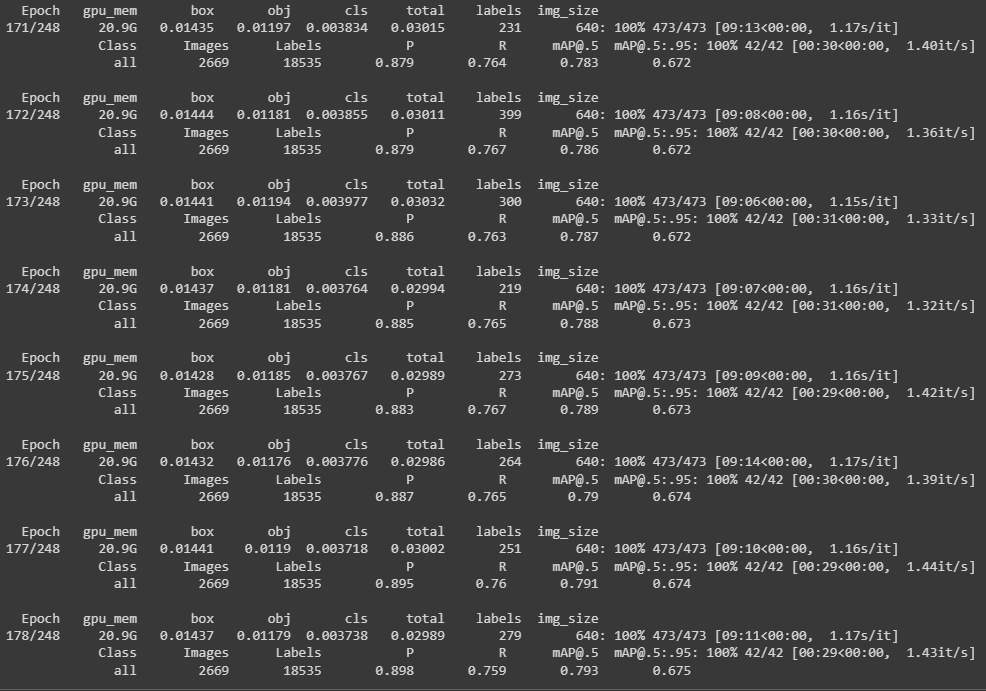 Epoch gpu_mem box obj cls total labels img_size
171/248 20.9G 0.01435 0.01197 0.003834 0.03015 231 640: 100% 473/473 [09:13<00:00, 1.17s/it]
Class Images Labels P R mAP@.5 mAP@.5:.95: 100% 42/42 [00:30<00:00, 1.40it/s]
all 2669 18535 0.879 0.764 0.783 0.672
Epoch gpu_mem box obj cls total labels img_size
172/248 20.9G 0.01444 0.01181 0.003855 0.03011 399 640: 100% 473/473 [09:08<00:00, 1.16s/it]
Class Images Labels P R mAP@.5 mAP@.5:.95: 100% 42/42 [00:30<00:00, 1.36it/s]
all 2669 18535 0.879 0.767 0.786 0.672
Epoch gpu_mem box obj cls total labels img_size
173/248 20.9G 0.01441 0.01194 0.003977 0.03032 300 640: 100% 473/473 [09:06<00:00, 1.15s/it]
Class Images Labels P R mAP@.5 mAP@.5:.95: 100% 42/42 [00:31<00:00, 1.33it/s]
all 2669 18535 0.886 0.763 0.787 0.672
Epoch gpu_mem box obj cls total labels img_size
174/248 20.9G 0.01437 0.01181 0.003764 0.02994 219 640: 100% 473/473 [09:07<00:00, 1.16s/it]
Class Images Labels P R mAP@.5 mAP@.5:.95: 100% 42/42 [00:31<00:00, 1.32it/s]
all 2669 18535 0.885 0.765 0.788 0.673
Epoch gpu_mem box obj cls total labels img_size
175/248 20.9G 0.01428 0.01185 0.003767 0.02989 273 640: 100% 473/473 [09:09<00:00, 1.16s/it]
Class Images Labels P R mAP@.5 mAP@.5:.95: 100% 42/42 [00:29<00:00, 1.42it/s]
all 2669 18535 0.883 0.767 0.789 0.673
Epoch gpu_mem box obj cls total labels img_size
176/248 20.9G 0.01432 0.01176 0.003776 0.02986 264 640: 100% 473/473 [09:14<00:00, 1.17s/it]
Class Images Labels P R mAP@.5 mAP@.5:.95: 100% 42/42 [00:30<00:00, 1.39it/s]
all 2669 18535 0.887 0.765 0.79 0.674
Epoch gpu_mem box obj cls total labels img_size
177/248 20.9G 0.01441 0.0119 0.003718 0.03002 251 640: 100% 473/473 [09:10<00:00, 1.16s/it]
Class Images Labels P R mAP@.5 mAP@.5:.95: 100% 42/42 [00:29<00:00, 1.44it/s]
all 2669 18535 0.895 0.76 0.791 0.674
Epoch gpu_mem box obj cls total labels img_size
178/248 20.9G 0.01437 0.01179 0.003738 0.02989 279 640: 100% 473/473 [09:11<00:00, 1.17s/it]
Class Images Labels P R mAP@.5 mAP@.5:.95: 100% 42/42 [00:29<00:00, 1.43it/s]
all 2669 18535 0.898 0.759 0.793 0.675